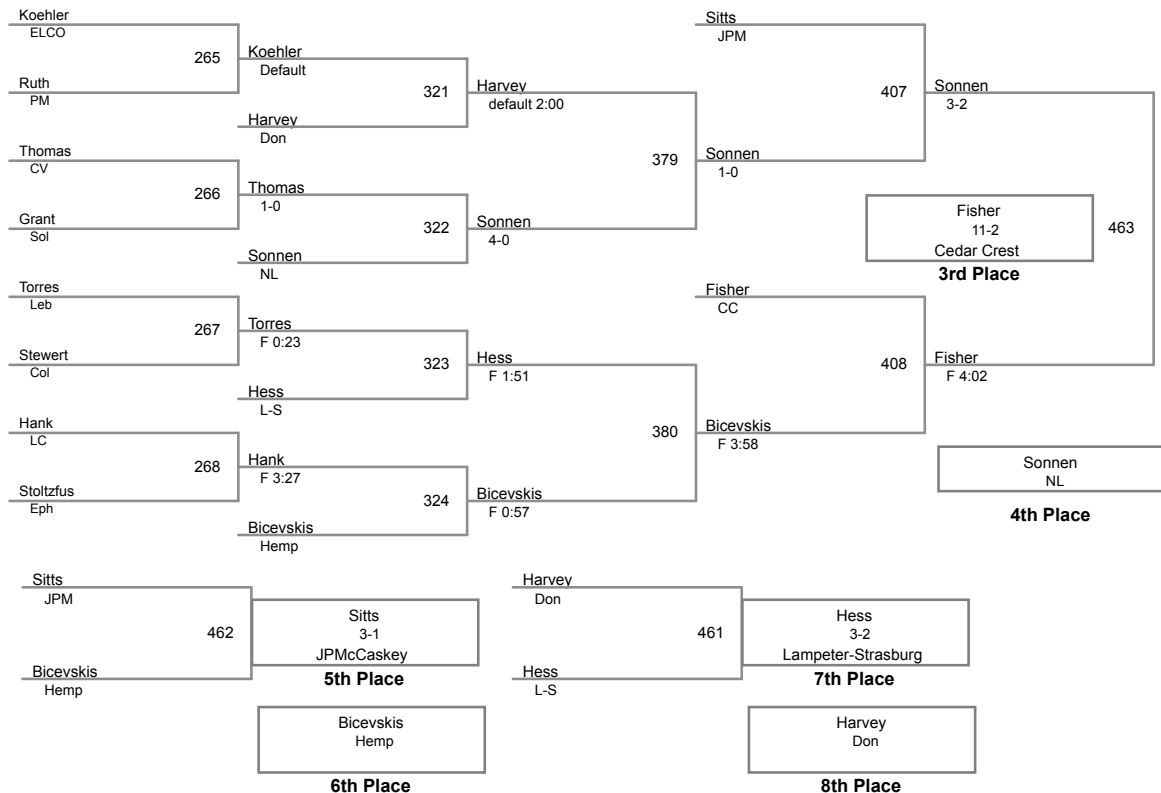 Koehler
ELCO
265
Ruth
PM
Koehler
Default
321
Harvey
Don
Harvey
default 2:00
Thomas
CV
266
Grant
Sol
Thomas
1-0
322
Sonnen
NL
Sonnen
4-0
379
Sonnen
1-0
Sitts
JPM
407
Sonnen
3-2
Torres
Leb
267
Stewert
Col
Torres
F 0:23
323
Hess
L-S
Hess
F 1:51
Hank
LC
268
Stoltzfus
Eph
Hank
F 3:27
324
Bicevskis
Hemp
Bicevskis
F 0:57
380
Bicevskis
F 3:58
Fisher
CC
408
Fisher
F 4:02
463
Fisher
11-2
Cedar Crest
3rd Place
Sonnen
NL
4th Place
Sitts
JPM
462
Bicevskis
Hemp
Sitts
3-1
JPMcCaskey
5th Place
Bicevskis
Hemp
6th Place
Harvey
Don
461
Hess
L-S
Hess
3-2
Lampeter-Strasburg
7th Place
Harvey
Don
8th Place